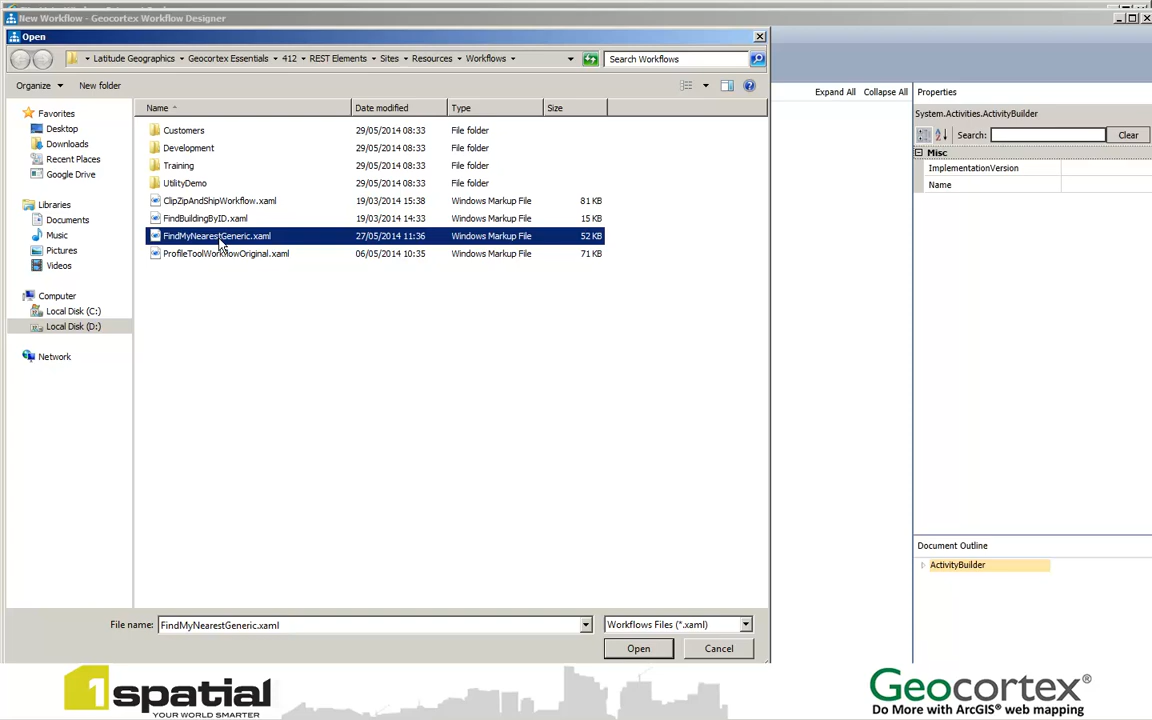 New Workflow - Geocortex Workflow Designer
Open
Latitude Geographics Geocortex Essentials 412 REST Elements Sites Resources Workflows
Search Workflows
Organize New folder
Expand All Collapse All
Properties
System.Activities.ActivityBuilder
Search: Clear
Misc
ImplementationVersion
Name
Favorites
Desktop
Downloads
Recent Places
Google Drive
Libraries
Documents
Music
Pictures
Videos
Computer
Local Disk (C:)
Local Disk (D:)
Network
Name Date modified Type Size
Customers 29/05/2014 08:33 File folder
Development 29/05/2014 08:33 File folder
Training 29/05/2014 08:33 File folder
UtilityDemo 29/05/2014 08:33 File folder
ClipZipAndShipWorkflow.xaml 19/03/2014 15:38 Windows Markup File 81 KB
FindBuildingByID.xaml 19/03/2014 14:33 Windows Markup File 15 KB
FindMyNearestGeneric.xaml 27/05/2014 11:36 Windows Markup File 52 KB
ProfileToolWorkflowOriginal.xaml 06/05/2014 10:35 Windows Markup File 71 KB
Document Outline
ActivityBuilder
File name: FindMyNearestGeneric.xaml Workflows Files (*.xaml)
Open Cancel
1spatial
YOUR WORLD SMARTER
Geocortex®
Do More with ArcGIS® web mapping